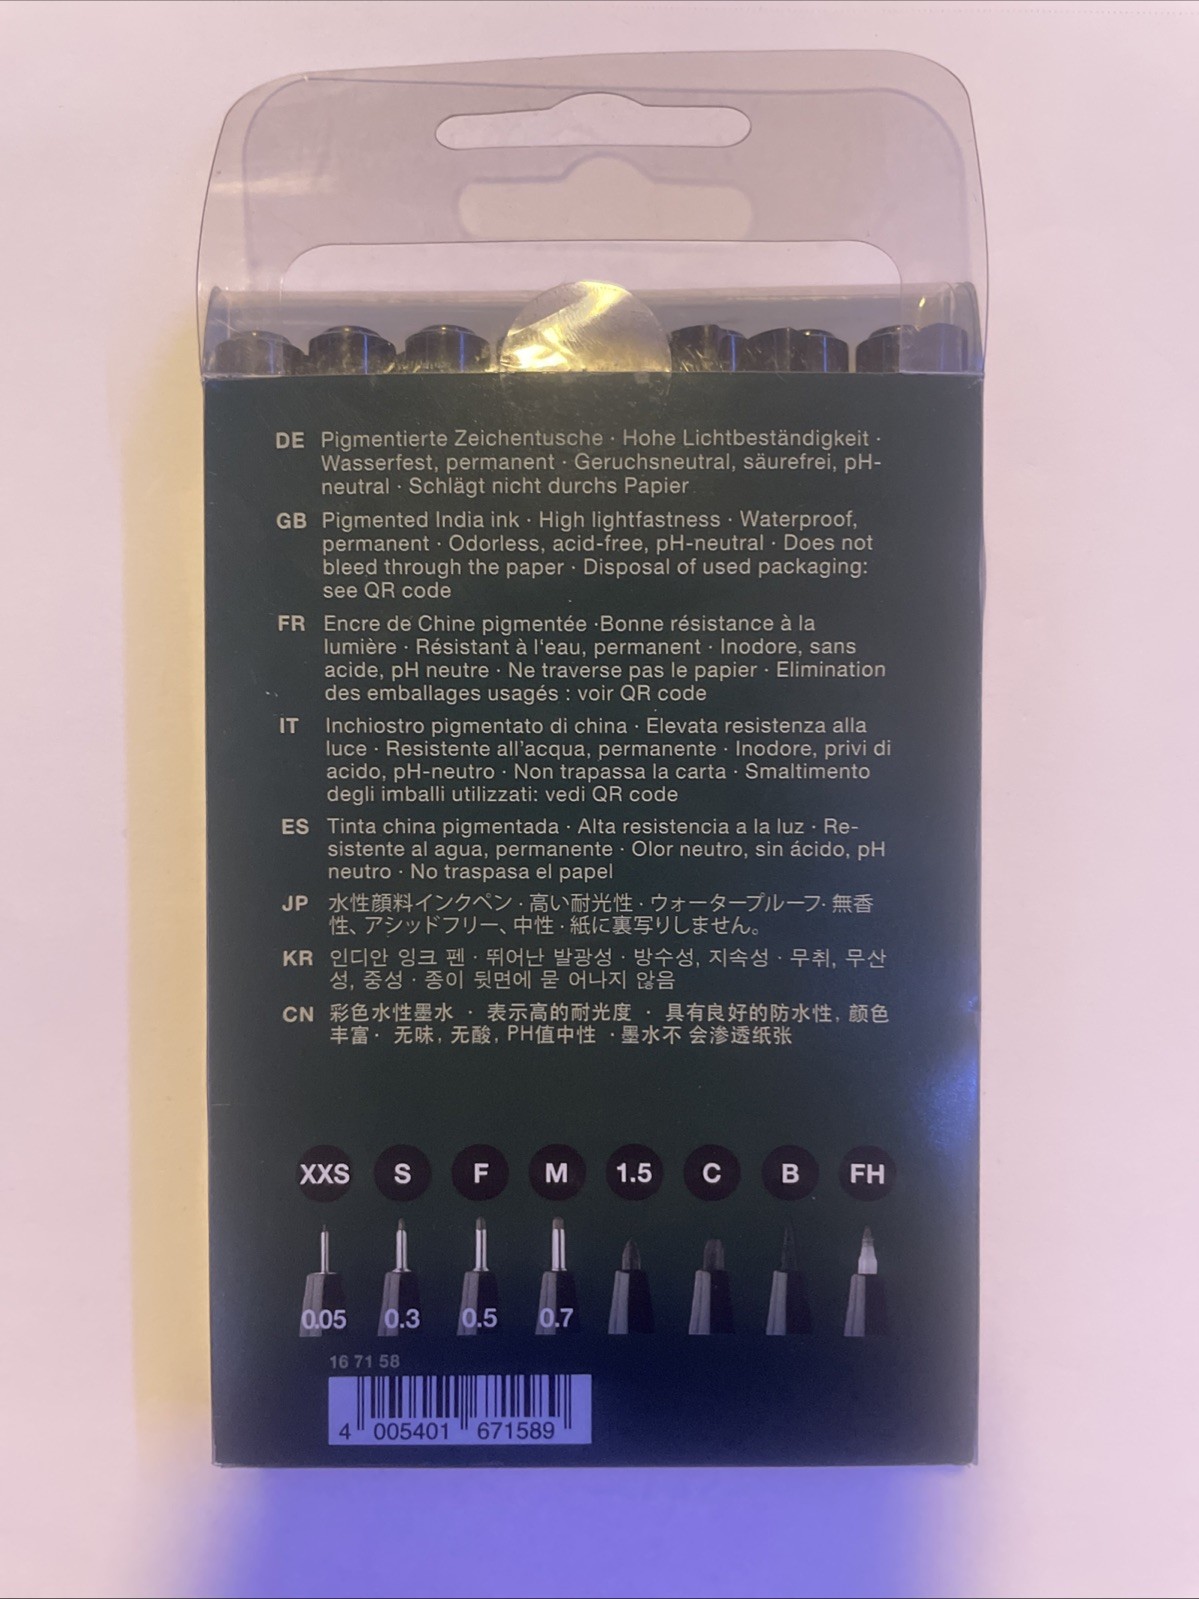 DE Pigmentierte Zeichentusche · Hohe Lichtbeständigkeit ·
Wasserfest, permanent · Geruchsneutral, säurefrei, pH-
neutral · Schlägt nicht durchs Papier
GB Pigmented India ink · High lightfastness · Waterproof,
permanent · Odorless, acid-free, pH-neutral · Does not
bleed through the paper · Disposal of used packaging:
see QR code
FR Encre de Chine pigmentée ·Bonne résistance à la
lumière · Résistant à l‘eau, permanent · Inodore, sans
acide, pH neutre · Ne traverse pas le papier · Elimination
des emballages usagés : voir QR code
IT Inchiostro pigmentato di china · Elevata resistenza alla
luce · Resistente all’acqua, permanente · Inodore, privi di
acido, pH-neutro · Non trapassa la carta · Smaltimento
degli imballi utilizzati: vedi QR code
ES Tinta china pigmentada · Alta resistencia a la luz · Re-
sistente al agua, permanente · Olor neutro, sin ácido, pH
neutro · No traspasa el papel
JP 水性顔料インクペン · 高い耐光性 · ウォータープルーフ· 無香
性、アシッドフリー、中性 · 紙に裏写りしません。
KR 인디안 잉크 펜 · 뛰어난 발광성 · 방수성, 지속성 · 무취, 무산
성, 중성 · 종이 뒷면에 묻 어나지 않음
CN 彩色水性墨水 · 表示高的耐光度 · 具有良好的防水性, 颜色
丰富· 无味, 无酸, PH值中性 ·墨水不 会渗透纸张
XXS S F M 1.5 C B FH
0.05 0.3 0.5 0.7
16 71 58
4 005401 671589